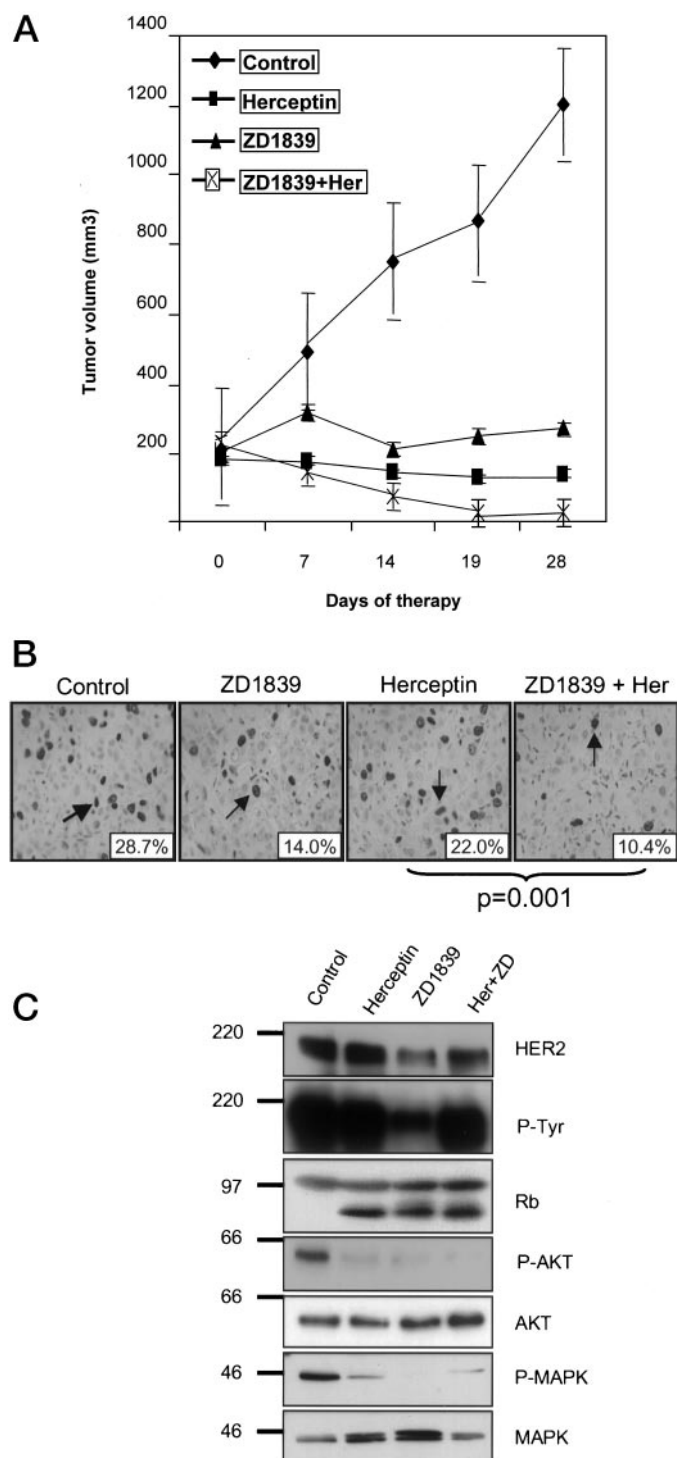 A
1400
1200
1000
800
600
400
200
Tumor volume (mm3)
Control
Herceptin
ZD1839
ZD1839+Her
0 7 14 19 28
Days of therapy
B
Control ZD1839 Herceptin ZD1839 + Her
28.7% 14.0% 22.0% 10.4%
p=0.001
C
Control Herceptin ZD1839 Her+ZD
220 HER2
220 P-Tyr
97 Rb
66 P-AKT
66 AKT
46 P-MAPK
46 MAPK